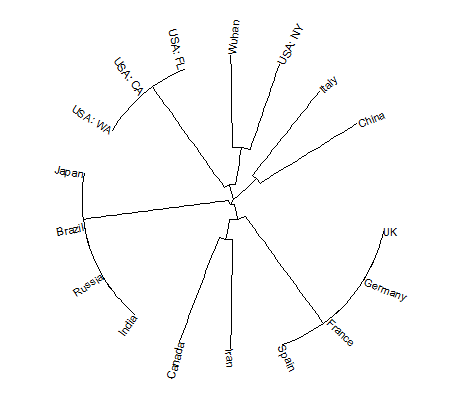 USA: FL
USA: CA
USA: WA
Wuhan
USA: NY
Italy
China
Japan
Brazil
Russia
India
Canada
Iran
Spain
France
Germany
UK